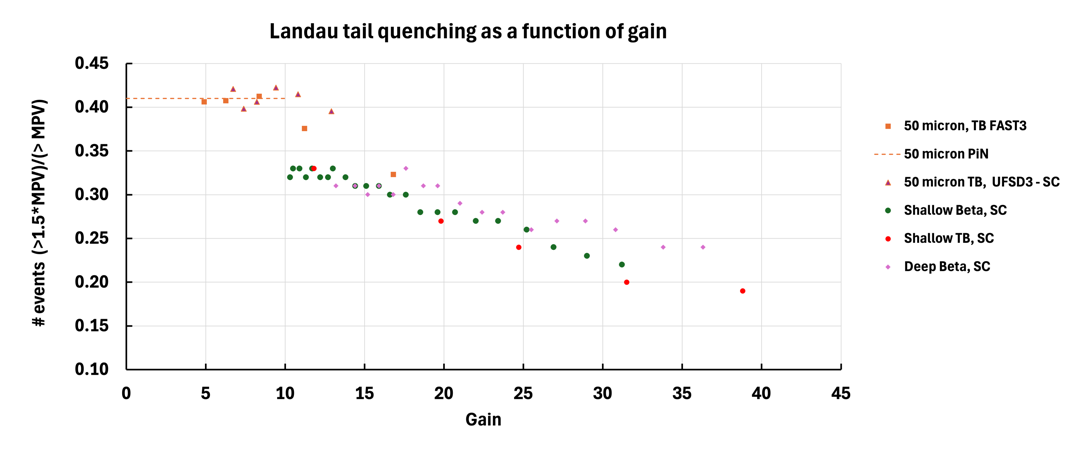 Landau tail quenching as a function of gain
# events (>1.5*MPV)/(> MPV)
0.45
0.40
0.35
0.30
0.25
0.20
0.15
0.10
0 5 10 15 20 25 30 35 40 45
Gain
50 micron, TB FAST3
50 micron PiN
50 micron TB, UFSD3 - SC
Shallow Beta, SC
Shallow TB, SC
Deep Beta, SC